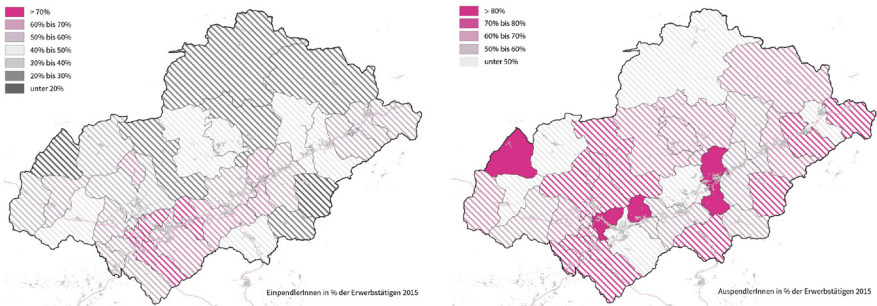 > 70%
60% bis 70%
50% bis 60%
40% bis 50%
30% bis 40%
20% bis 30%
unter 20%
EinpendlerInnen in % der Erwerbstätigen 2015
> 80%
70% bis 80%
60% bis 70%
50% bis 60%
unter 50%
AuspendlerInnen in % der Erwerbstätigen 2015